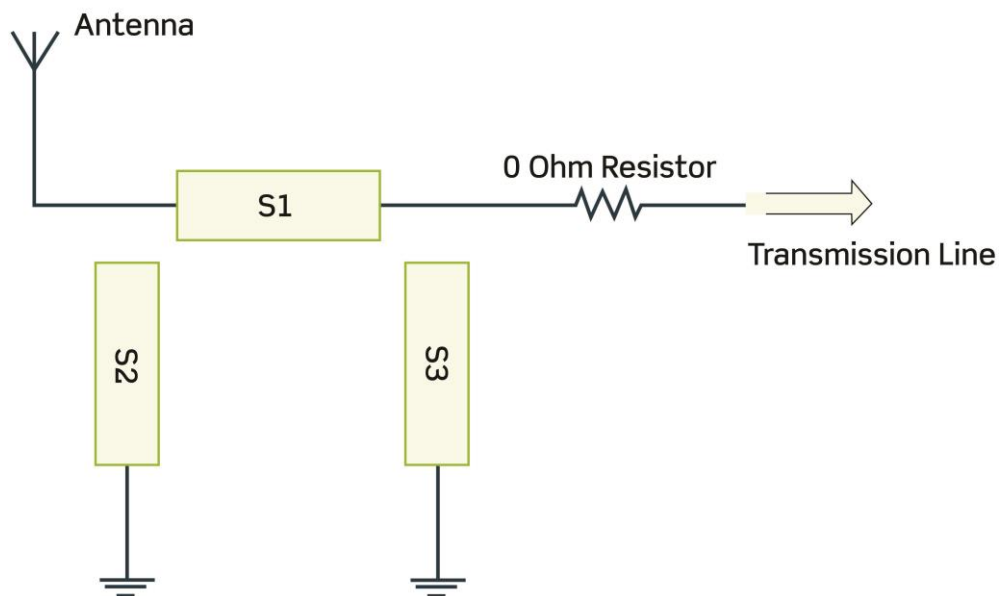 Antenna
0 Ohm Resistor
S1
Transmission Line
S2
S3